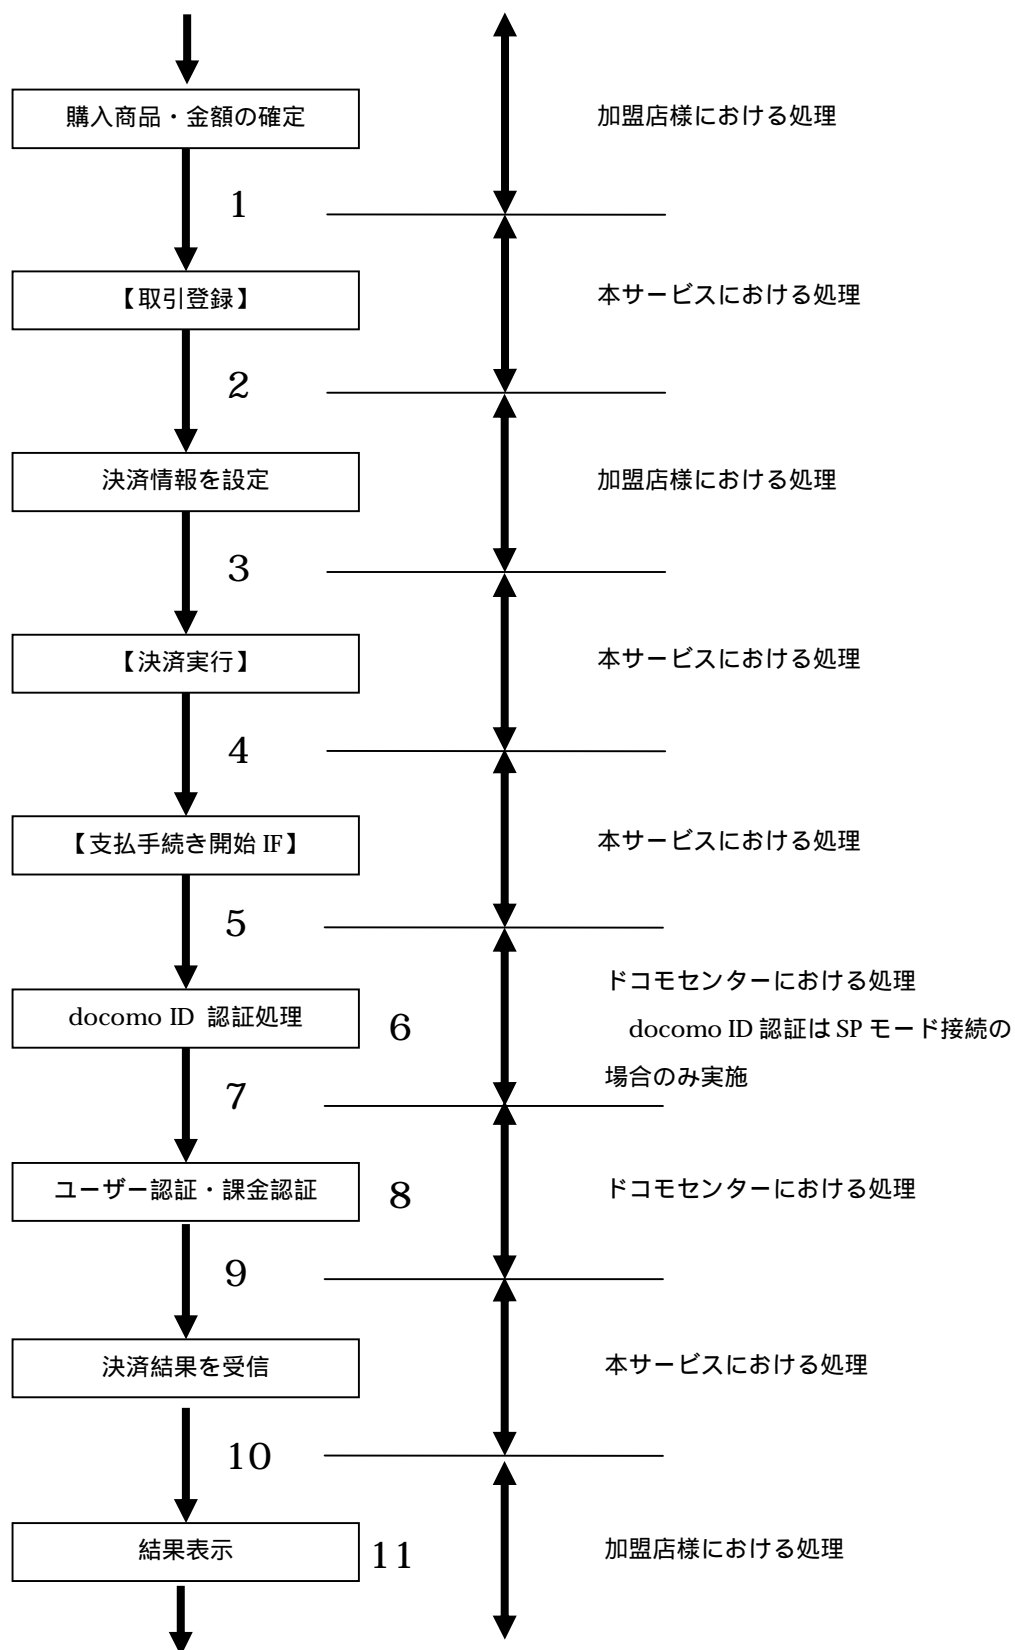 購入商品・金額の確定
加盟店様における処理
1
【取引登録】
本サービスにおける処理
2
決済情報を設定
加盟店様における処理
3
【決済実行】
本サービスにおける処理
4
【支払手続き開始 IF】
本サービスにおける処理
5
docomo ID 認証処理
6
ドコモセンターにおける処理
docomo ID 認証は SP モード接続の
場合のみ実施
7
ユーザー認証・課金認証
8
ドコモセンターにおける処理
9
決済結果を受信
本サービスにおける処理
10
結果表示
11
加盟店様における処理